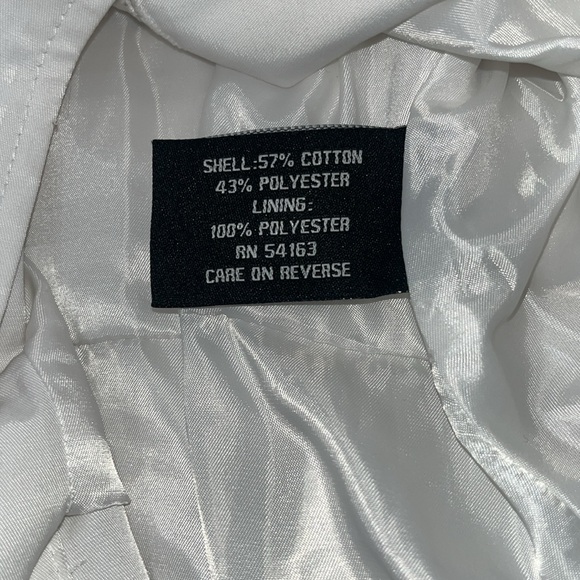 SHELL:57% COTTON
43% POLYESTER
LINING:
100% POLYESTER
RN 54163
CARE ON REVERSE